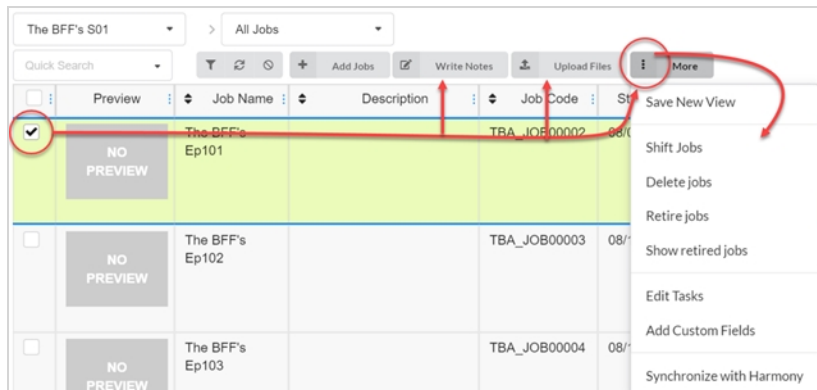 The BFF's S01
All Jobs
Quick Search
Add Jobs
Write Notes
Upload Files
More
Preview
Job Name
Description
Job Code
Save New View
NO
PREVIEW
The BFF's
Ep101
TBA_JOB00002
Shift Jobs
Delete jobs
Retire jobs
NO
PREVIEW
The BFF's
Ep102
TBA_JOB00003
08/1
Show retired jobs
Edit Tasks
Add Custom Fields
NO
PREVIEW
The BFF's
Ep103
TBA_JOB00004
08/1
Synchronize with Harmony